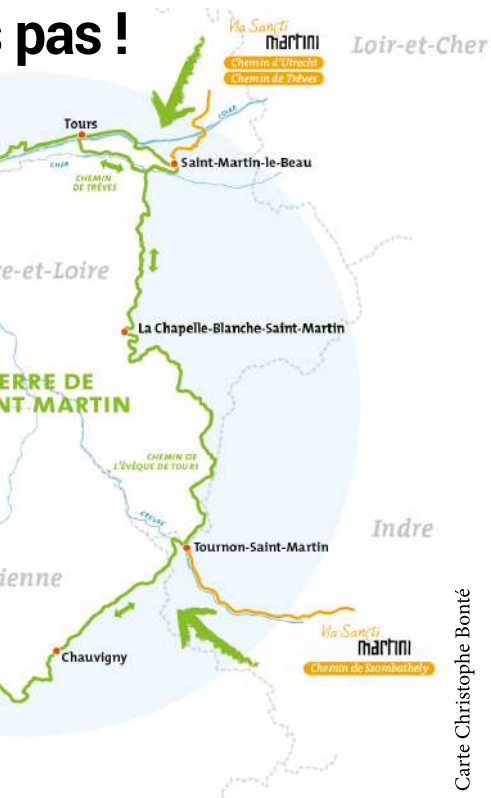 s pas !
Via Sancti
martini
Chemin d'Utrecht
Chemin de Trèves
Loir-et-Cher
LOIRE
Tours
CHER
Saint-Martin-le-Beau
CHEMIN
DE TRÈVES
re-et-Loire
La Chapelle-Blanche-Saint-Martin
ERRE DE
NT MARTIN
CHEMIN DE
L'ÉVÊQUE DE TOURS
CREUSE
Indre
Tournon-Saint-Martin
ienne
Via Sancti
martini
Chemin de Szombathely
Chauvigny
Carte Christophe Bonté